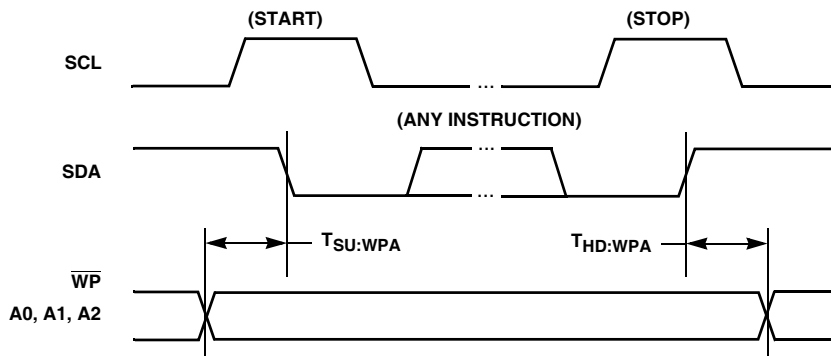 (START) (STOP)
SCL
...
(ANY INSTRUCTION)
...
SDA
...
TSU:WPA THD:WPA
WP
A0, A1, A2